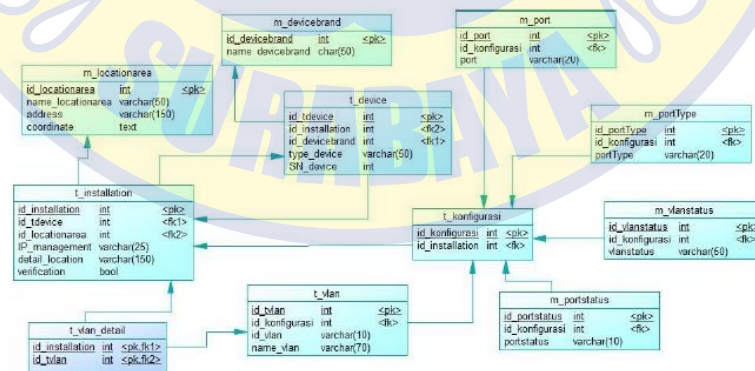 m_devicebrand
id_devicebrand int <pk>
name_devicebrand char(50)
m_port
id_port int <pk>
id_konfigurasi int <fk>
port varchar(20)
m_locationarea
id_locationarea int <pk>
name_locationarea varchar(50)
address varchar(150)
coordinate text
t_device
id_tdevice int <pk>
id_installation int <fk2>
id_devicebrand int <fk1>
type_device varchar(50)
SN_device int
m_portType
id_portType int <pk>
id_konfigurasi int <fk>
portType varchar(20)
t_installation
id_installation int <pk>
id_tdevice int <fk1>
id_locationarea int <fk2>
IP_management varchar(25)
detail_location varchar(150)
verification bool
t_konfigurasi
id_konfigurasi int <pk>
id_installation int <fk>
m_vlanstatus
id_vlanstatus int <pk>
id_konfigurasi int <fk>
vlanstatus varchar(50)
t_vlan
id_tvlan int <pk>
id_konfigurasi int <fk>
id_vlan varchar(10)
name_vlan varchar(70)
m_portstatus
id_portstatus int <pk>
id_konfigurasi int <fk>
portstatus varchar(10)
t_vlan_detail
id_installation int <pk,fk1>
id_tvlan int <pk,fk2>
SURABAYA